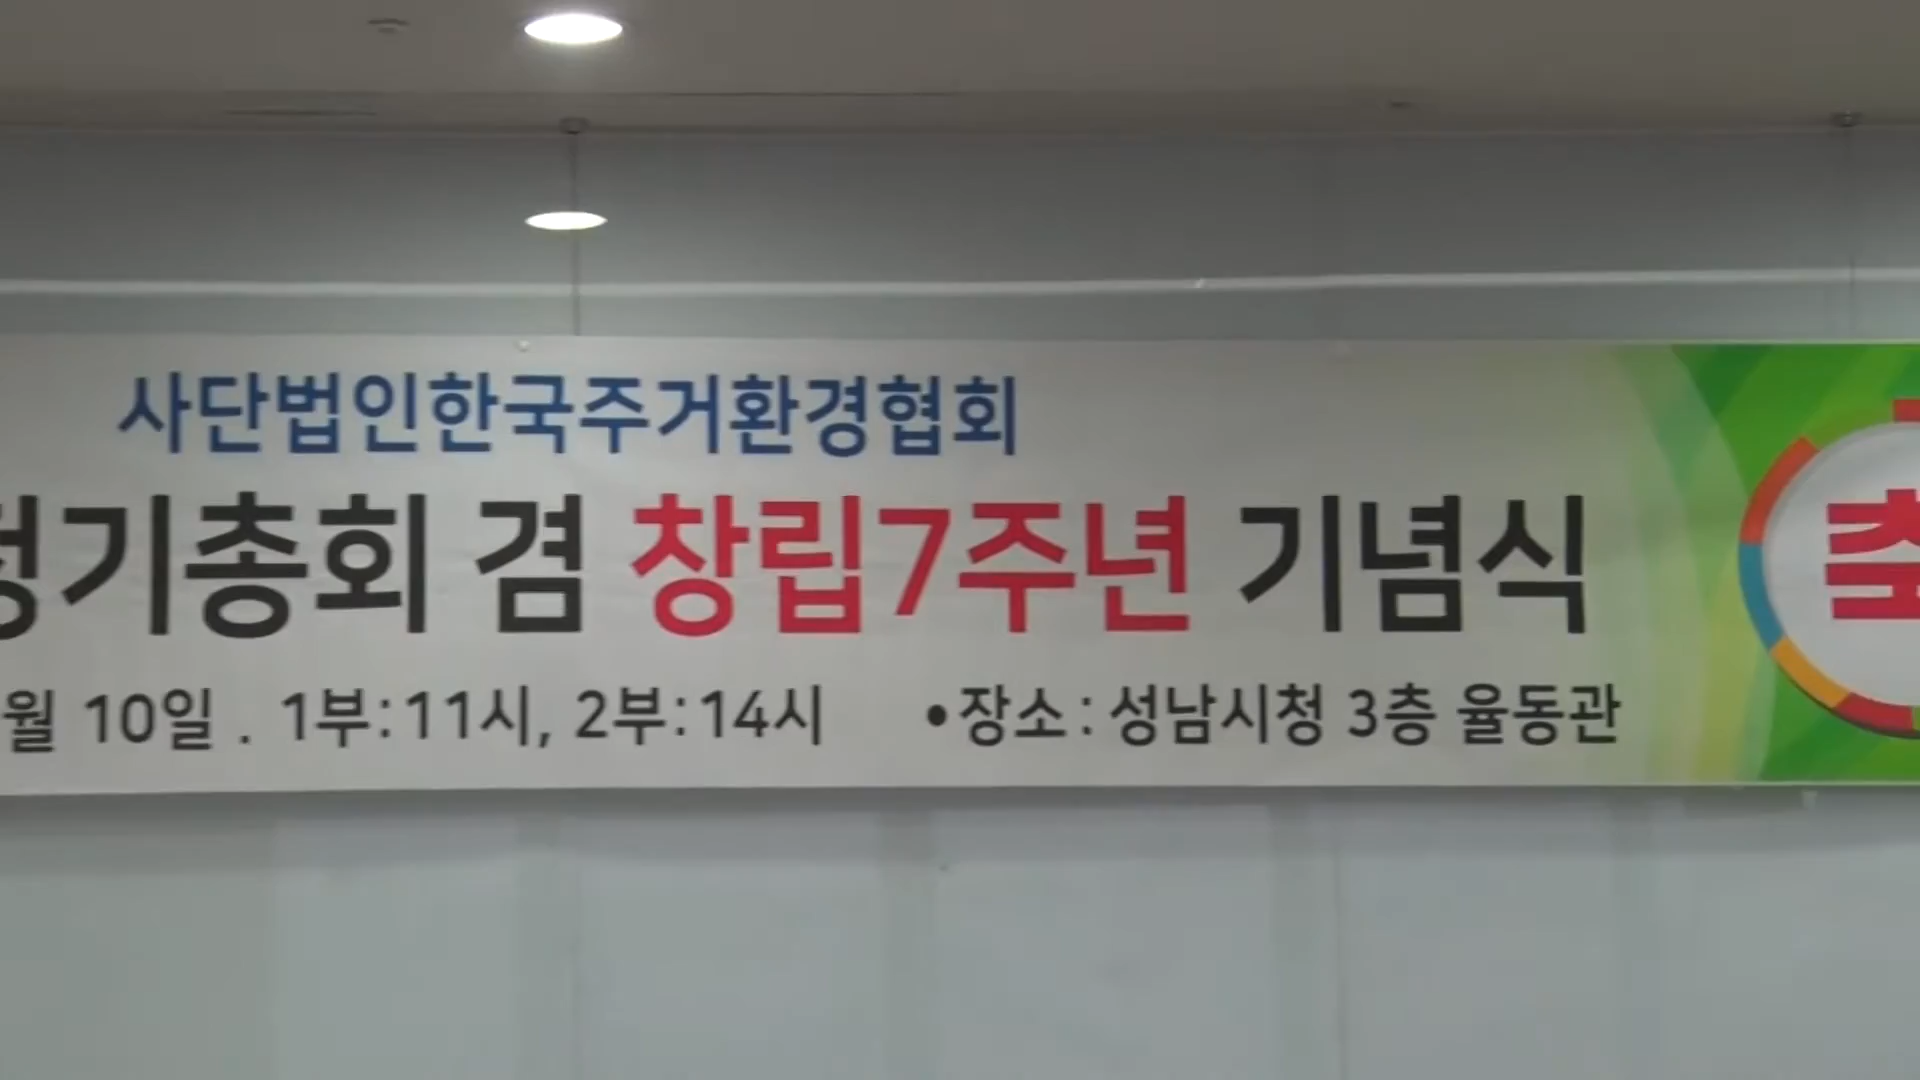 사단법인한국주거환경협회
정기총회 겸 창립7주년 기념식
월 10일 . 1부:11시, 2부:14시 •장소: 성남시청 3층 율동관
축